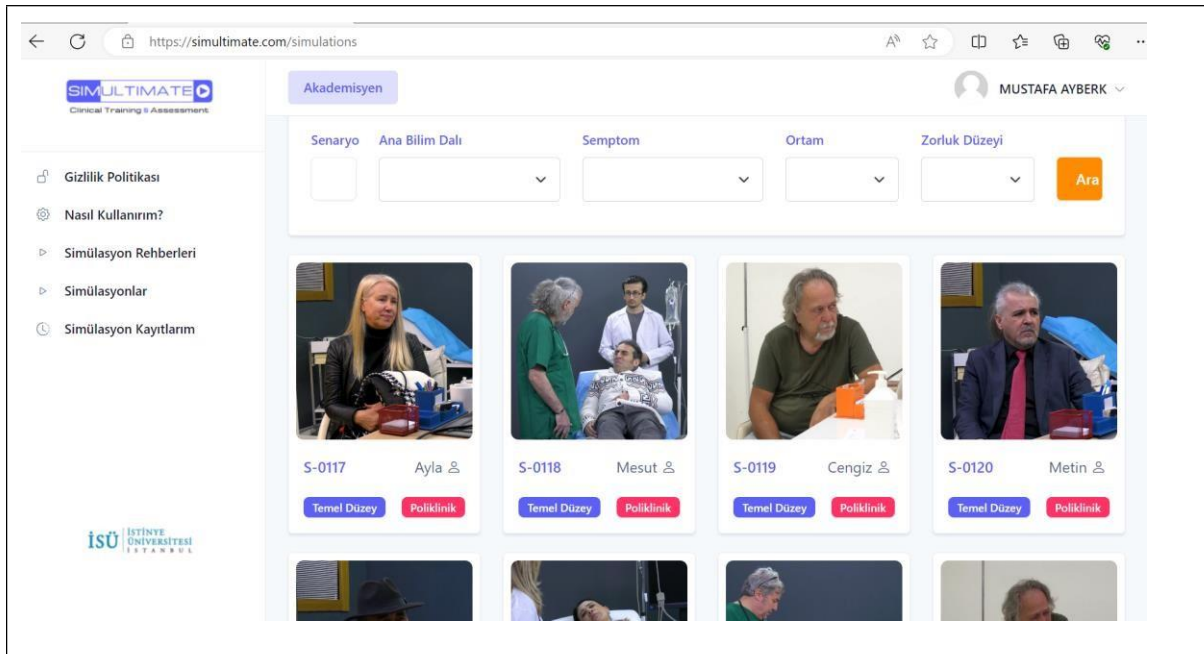 https://simultimate.com/simulations
SIMULTIMATE
Clinical Training & Assessment
Akademisyen
MUSTAFA AYBERK
Gizlilik Politikası
Nasıl Kullanırım?
Simülasyon Rehberleri
Simülasyonlar
Simülasyon Kayıtlarım
İSÜ İSTİNYE
ÜNİVERSİTESİ
İSTANBUL
Senaryo Ana Bilim Dalı Semptom Ortam Zorluk Düzeyi
Ara
S-0117 Ayla
Temel Düzey Poliklinik
S-0118 Mesut
Temel Düzey Poliklinik
S-0119 Cengiz
Temel Düzey Poliklinik
S-0120 Metin
Temel Düzey Poliklinik